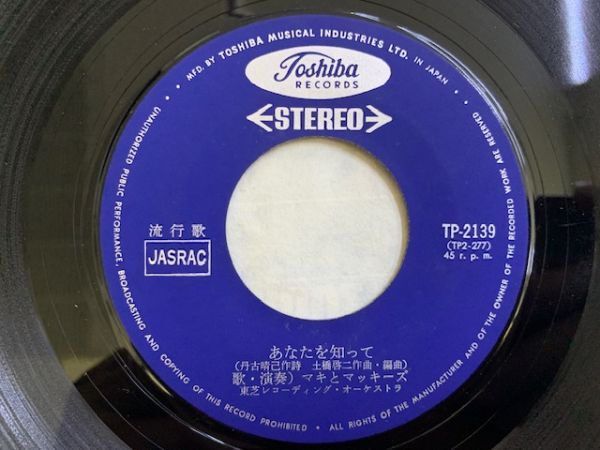 MFD. BY TOSHIBA MUSICAL INDUSTRIES LTD. IN JAPAN
Toshiba
RECORDS
STEREO
流行歌
JASRAC
TP-2139
(TP2-277)
45 r.p.m.
あなたを知って
(丹古晴己作詩 土橋啓二作曲・編曲)
歌・演奏) マキとマッキーズ
東芝レコーディング・オーケストラ
UNAUTHORIZED PUBLIC PERFORMANCE, BROADCASTING AND COPYING OF THIS RECORD PROHIBITED • ALL RIGHTS OF THE MANUFACTURER AND OF THE OWNER OF THE RECORDED WORK ARE RESERVED